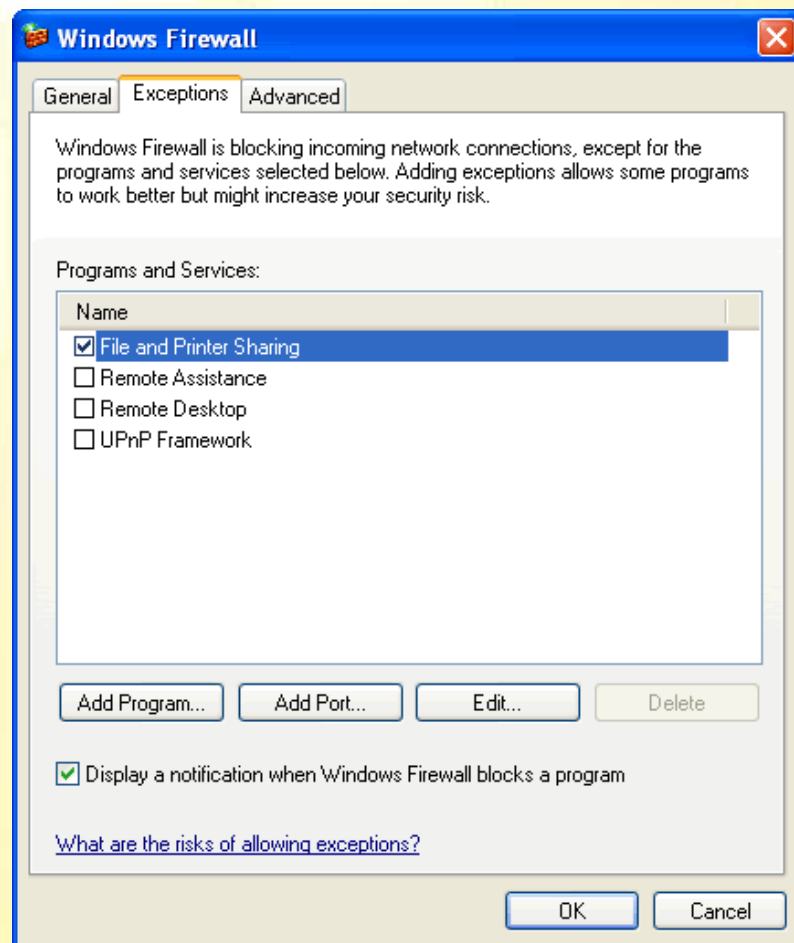 Windows Firewall
General Exceptions Advanced
Windows Firewall is blocking incoming network connections, except for the
programs and services selected below. Adding exceptions allows some programs
to work better but might increase your security risk.
Programs and Services:
Name
File and Printer Sharing
Remote Assistance
Remote Desktop
UPnP Framework
Add Program... Add Port... Edit... Delete
Display a notification when Windows Firewall blocks a program
What are the risks of allowing exceptions?
OK Cancel